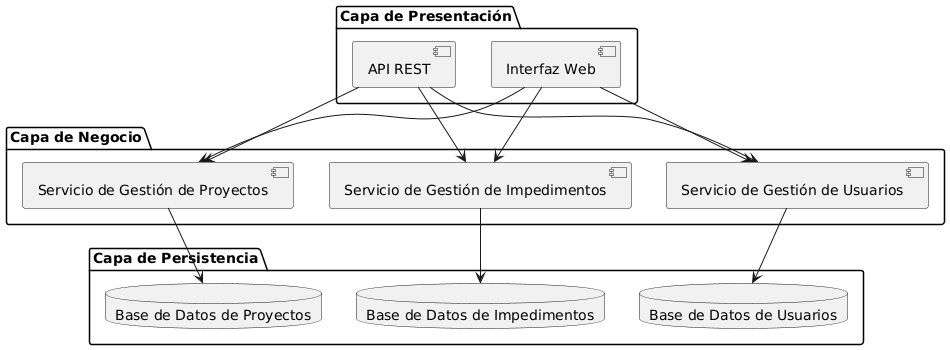 Capa de Presentación
API REST
Interfaz Web
Capa de Negocio
Servicio de Gestión de Proyectos
Servicio de Gestión de Impedimentos
Servicio de Gestión de Usuarios
Capa de Persistencia
Base de Datos de Proyectos
Base de Datos de Impedimentos
Base de Datos de Usuarios